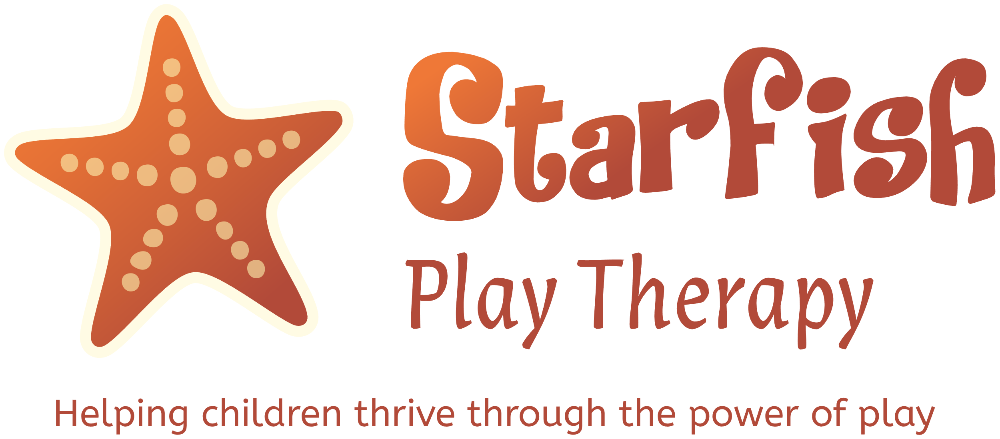 Starfish
Play Therapy
Helping children thrive through the power of play